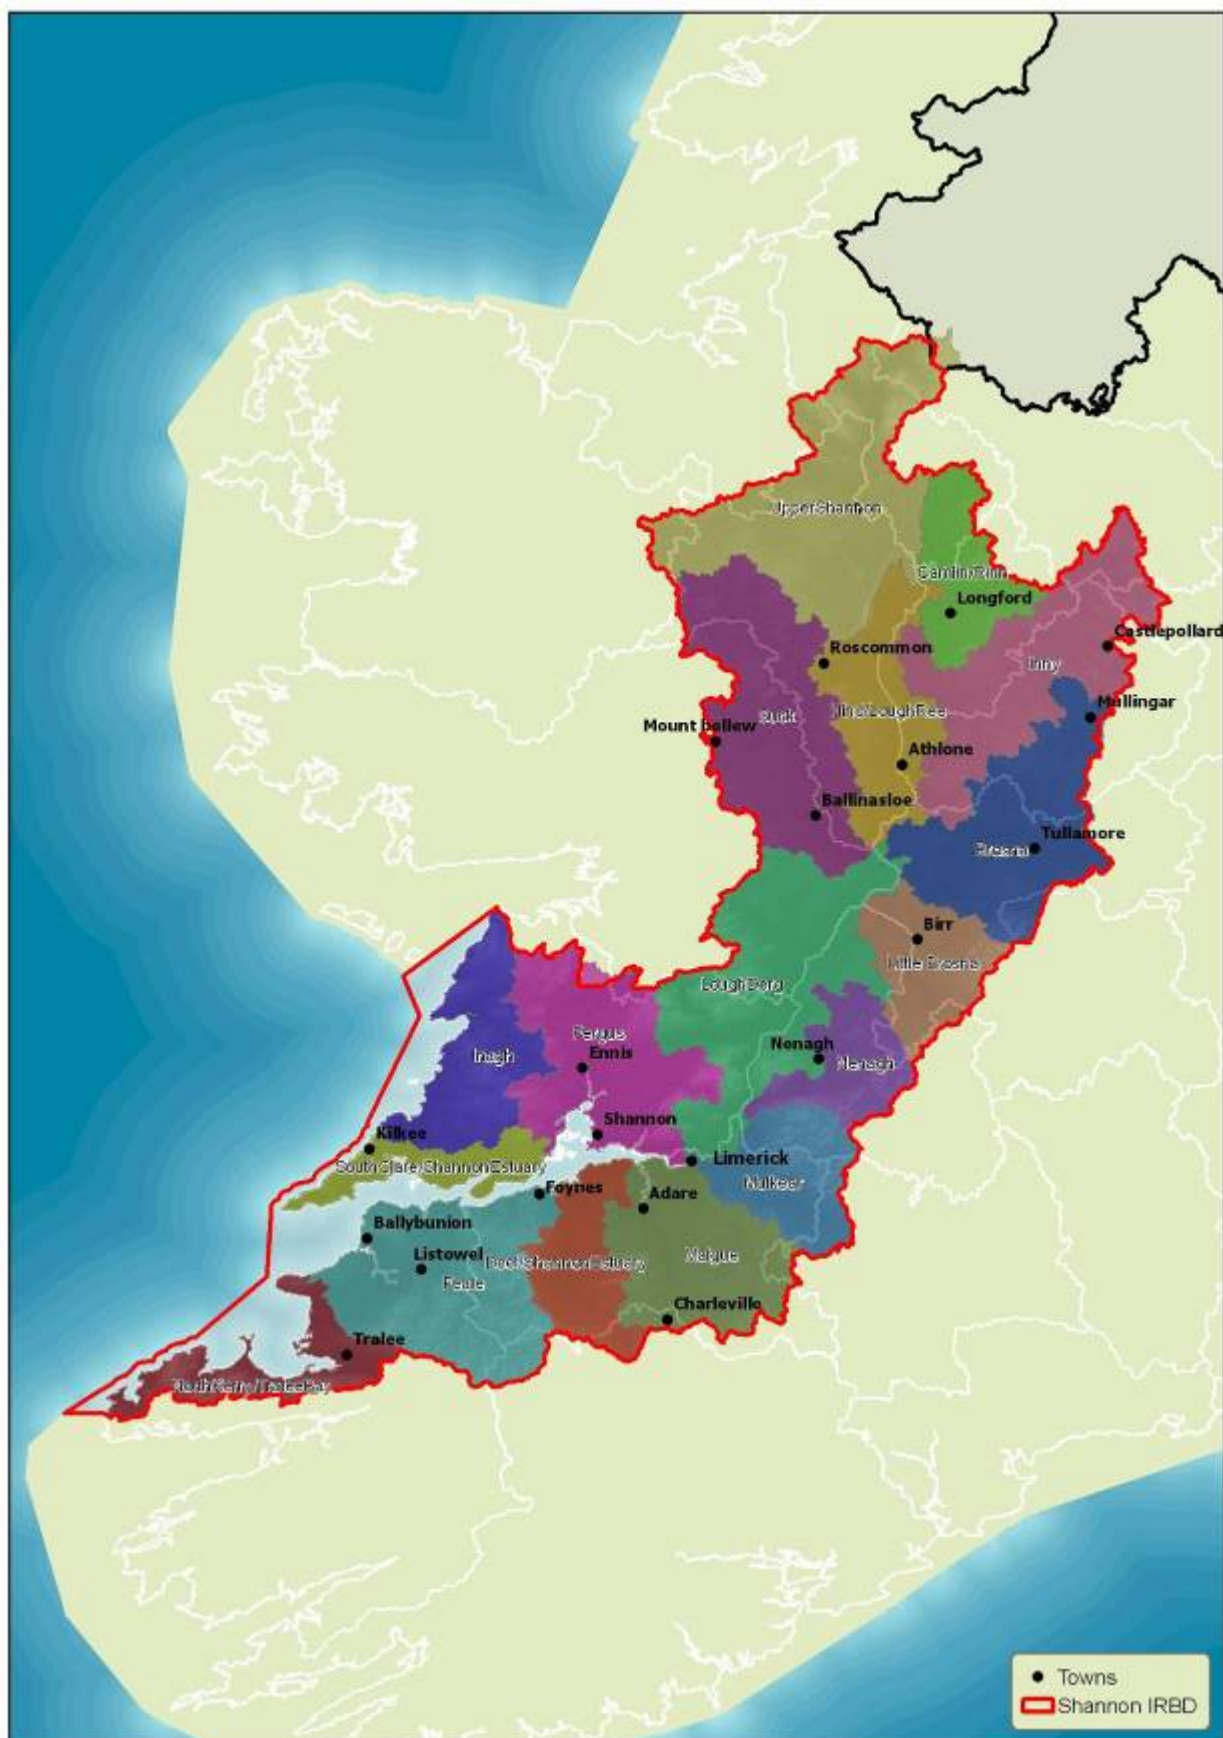 Upper Shannon
Camlin/Rinn
Longford
Castlepollard
Roscommon
Inny
Suck
Mullingar
Mount bellew
Athlone
Ballinasloe
Tullamore
Brosna
Birr
Little Brosna
Lough Derg
Fergus
Nenagh
Inagh
Ennis
Nenagh
Shannon
Kilkee
Limerick
South Clare/Shannon Estuary
Mulkear
Foynes
Adare
Ballybunion
Listowel
Deel/Shannon Estuary
Maigue
Feale
Charleville
Tralee
North Kerry/Tralee Bay
Towns
Shannon IRBD